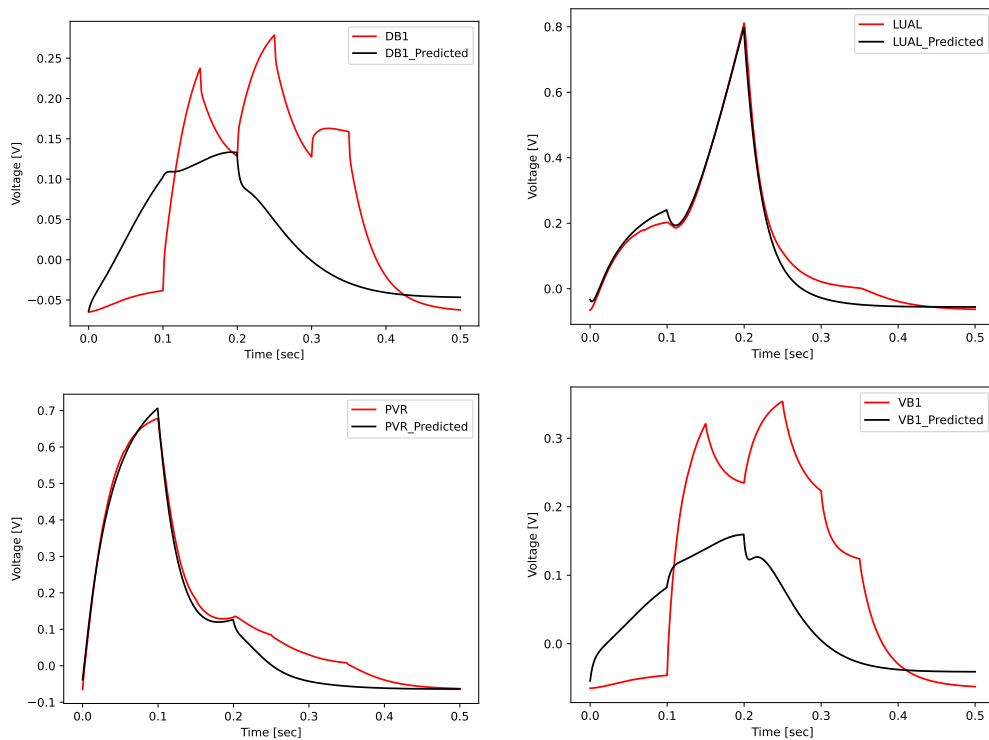 DB1
DB1_Predicted
0.25
0.20
0.15
0.10
0.05
0.00
−0.05
Voltage [V]
0.0 0.1 0.2 0.3 0.4 0.5
Time [sec]
LUAL
LUAL_Predicted
0.8
0.6
0.4
0.2
0.0
Voltage [V]
0.0 0.1 0.2 0.3 0.4 0.5
Time [sec]
PVR
PVR_Predicted
0.7
0.6
0.5
0.4
0.3
0.2
0.1
0.0
−0.1
Voltage [V]
0.0 0.1 0.2 0.3 0.4 0.5
Time [sec]
VB1
VB1_Predicted
0.3
0.2
0.1
0.0
Voltage [V]
0.0 0.1 0.2 0.3 0.4 0.5
Time [sec]